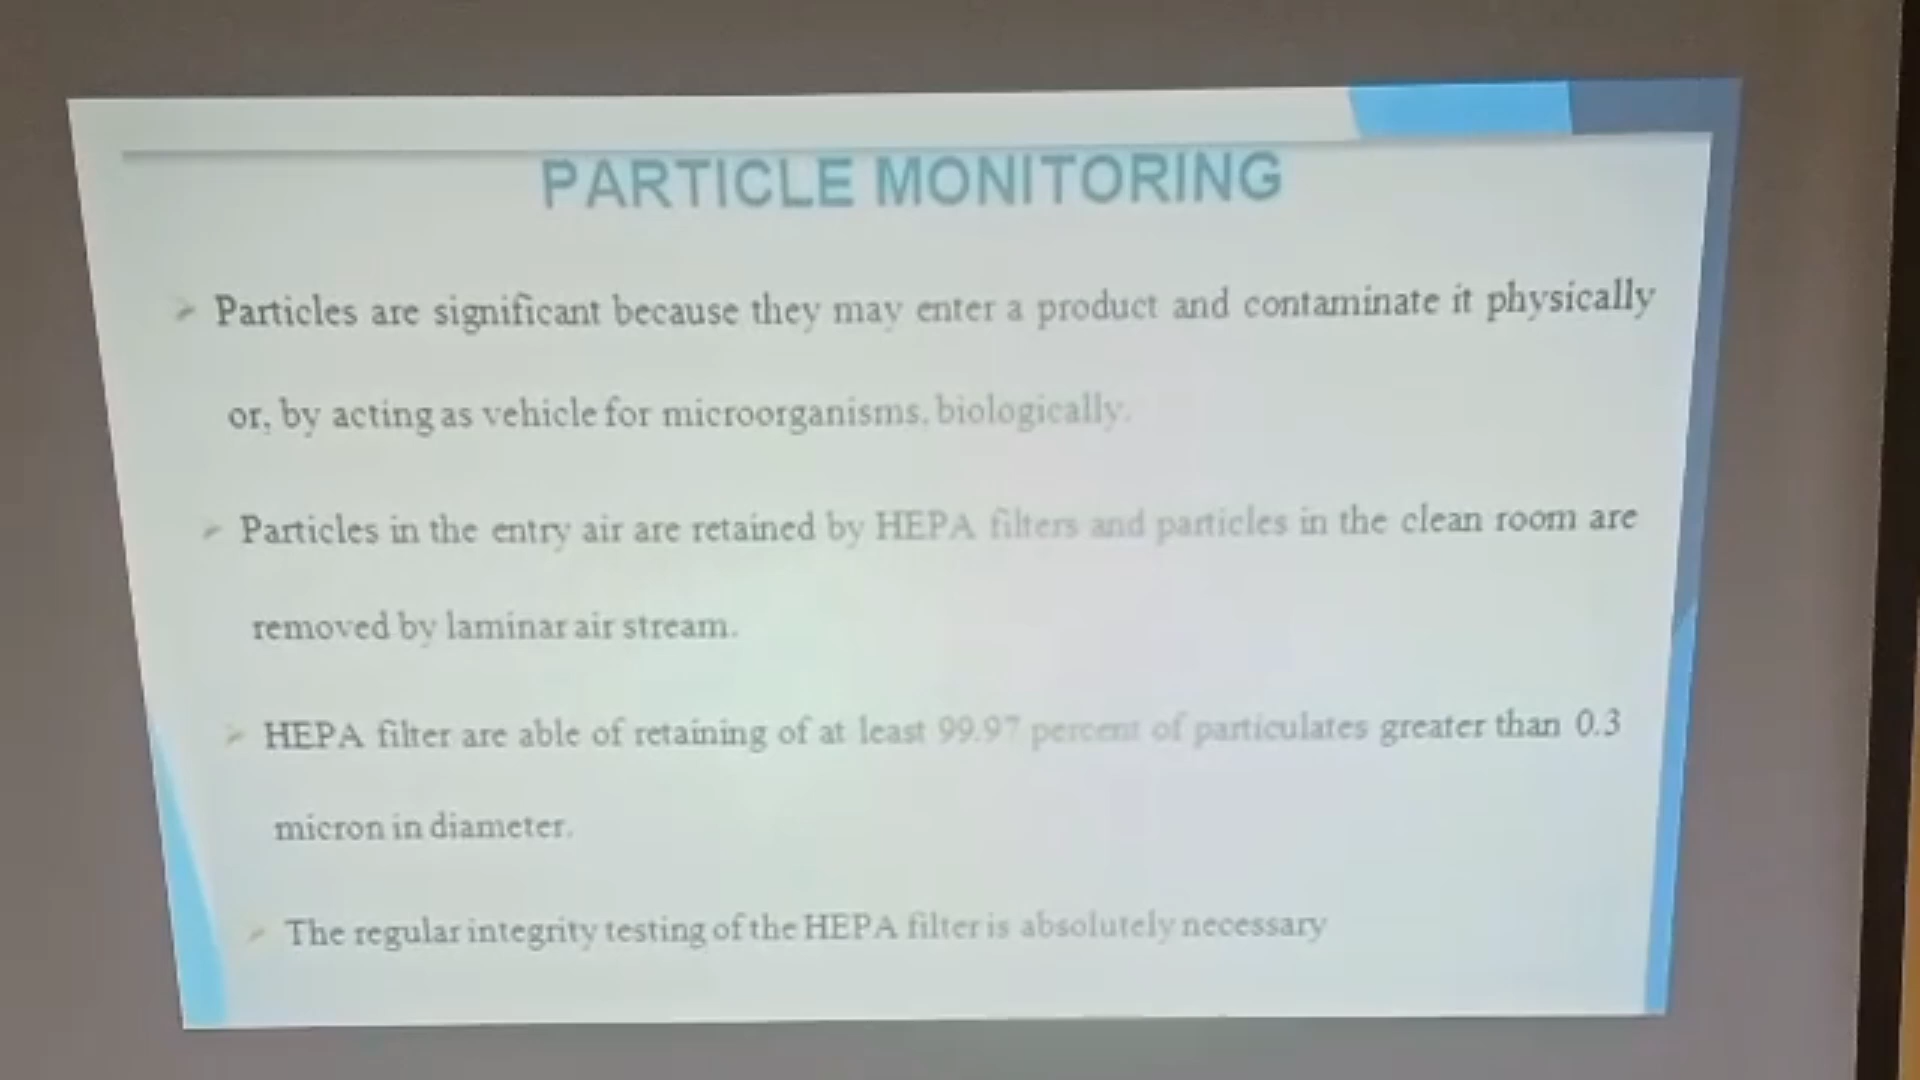 PARTICLE MONITORING
➢ Particles are significant because they may enter a product and contaminate it physically
or, by acting as vehicle for microorganisms, biologically.
➢ Particles in the entry air are retained by HEPA filters and particles in the clean room are
removed by laminar air stream.
➢ HEPA filter are able of retaining of at least 99.97 percent of particulates greater than 0.3
micron in diameter.
➢ The regular integrity testing of the HEPA filter is absolutely necessary